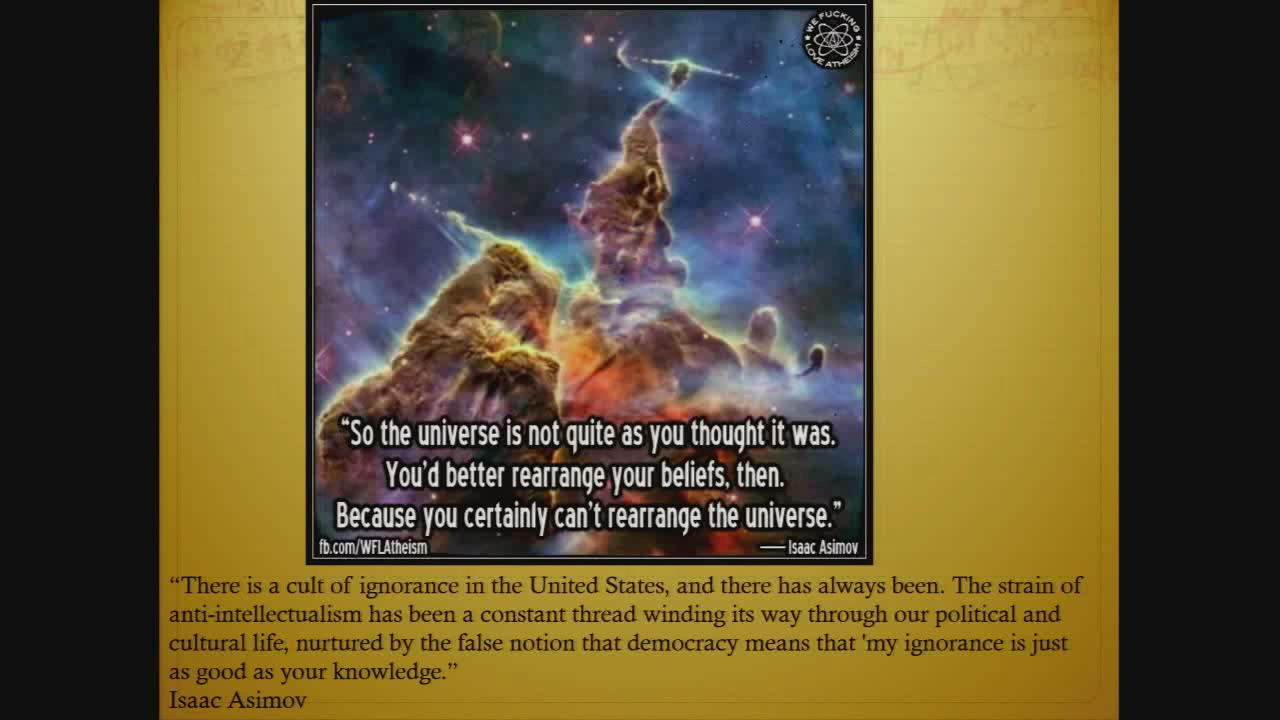 WE FUCKING
LOVE ATHEISM
A
“So the universe is not quite as you thought it was.
You'd better rearrange your beliefs, then.
Because you certainly can't rearrange the universe.”
fb.com/WFLAtheism
— Isaac Asimov
“There is a cult of ignorance in the United States, and there has always been. The strain of
anti-intellectualism has been a constant thread winding its way through our political and
cultural life, nurtured by the false notion that democracy means that 'my ignorance is just
as good as your knowledge.”
Isaac Asimov